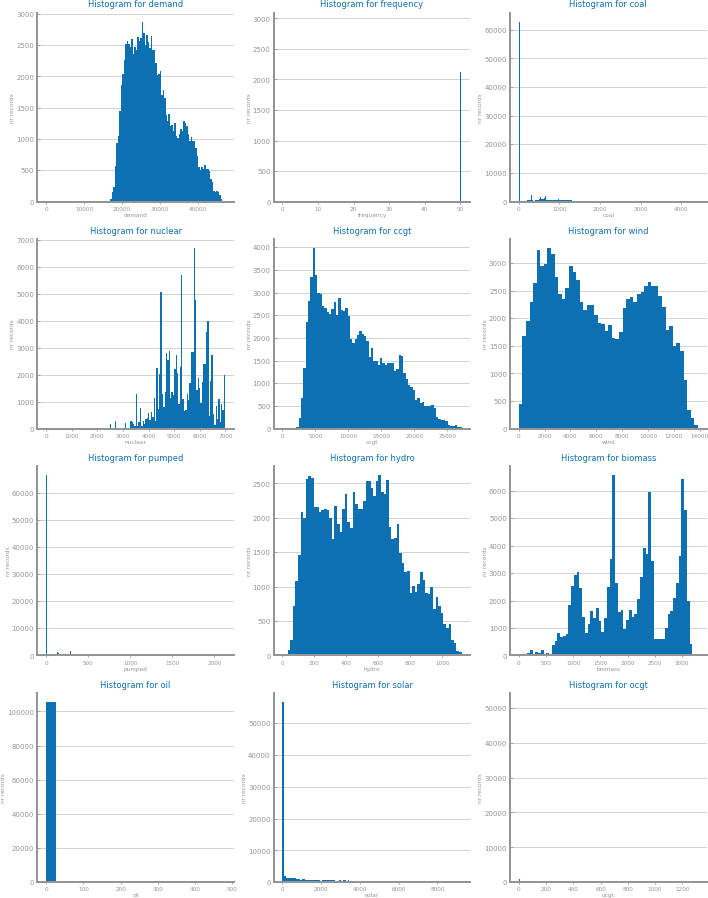 Histogram for demand
3000
2500
2000
1500
1000
500
0
nr records
0 10000 20000 30000 40000
demand
Histogram for frequency
3000
2500
2000
1500
1000
500
0
nr records
0 10 20 30 40 50
frequency
Histogram for coal
60000
50000
40000
30000
20000
10000
0
nr records
0 1000 2000 3000 4000
coal
Histogram for nuclear
7000
6000
5000
4000
3000
2000
1000
0
nr records
0 1000 2000 3000 4000 5000 6000 7000
nuclear
Histogram for ccgt
4000
3500
3000
2500
2000
1500
1000
500
0
nr records
0 5000 10000 15000 20000 25000
ccgt
Histogram for wind
3000
2500
2000
1500
1000
500
0
nr records
0 2000 4000 6000 8000 10000 12000 14000
wind
Histogram for pumped
60000
50000
40000
30000
20000
10000
0
nr records
0 500 1000 1500 2000
pumped
Histogram for hydro
2500
2000
1500
1000
500
0
nr records
0 200 400 600 800 1000
hydro
Histogram for biomass
6000
5000
4000
3000
2000
1000
0
nr records
0 500 1000 1500 2000 2500 3000
biomass
Histogram for oil
100000
80000
60000
40000
20000
0
nr records
0 100 200 300 400 500
oil
Histogram for solar
50000
40000
30000
20000
10000
0
nr records
0 2000 4000 6000 8000
solar
Histogram for ocgt
50000
40000
30000
20000
10000
0
nr records
0 200 400 600 800 1000 1200
ocgt